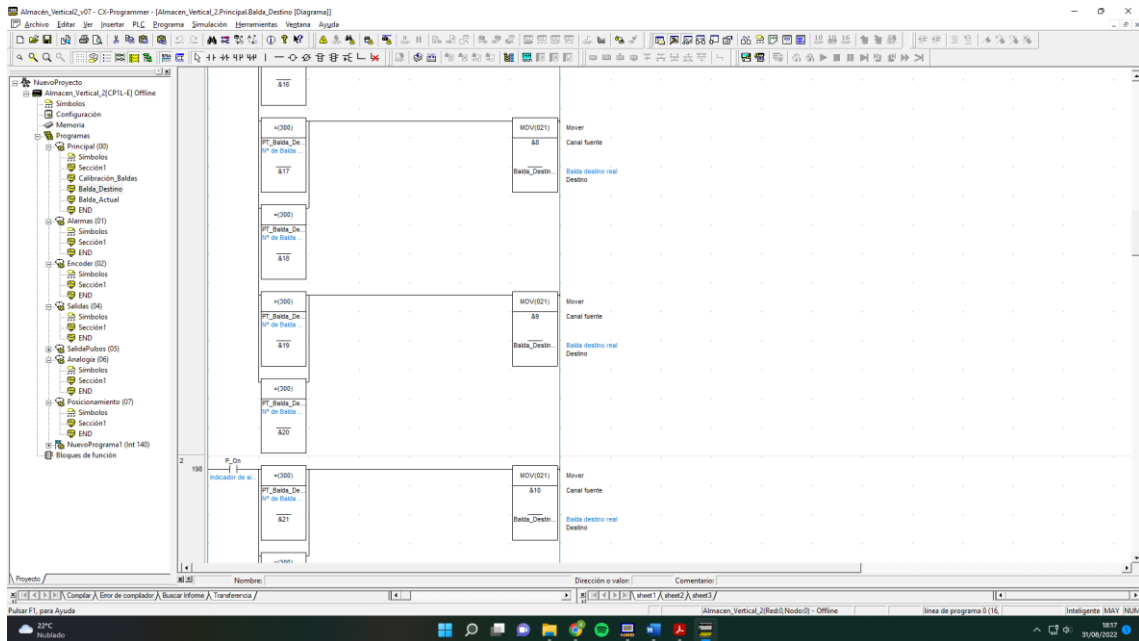 Almacen_Vertical2_v07 - CX-Programmer - [Almacen_Vertical_2.Principal.Balda_Destino [Diagrama]]
Archivo Editar Ver Insertar PLC Programa Simulación Herramientas Ventana Ayuda
NuevoProyecto
Almacen_Vertical_2[CP1L-E] Offline
Símbolos
Configuración
Memoria
Programas
Principal (00)
Símbolos
Sección1
Calibración_Baldas
Balda_Destino
Balda_Actual
END
Alarmas (01)
Símbolos
Sección1
END
Encoder (02)
Símbolos
Sección1
END
Salidas (04)
Símbolos
Sección1
END
SalidaPulsos (05)
Analogía (06)
Símbolos
Sección1
END
Posicionamiento (07)
Símbolos
Sección1
END
NuevoPrograma1 (Int 140)
Bloques de función
Proyecto
&16
=(300)
PT_Balda_De...
Nº de Balda ...
&17
MOV(021) Mover
&8 Canal fuente
Balda_Destin... Balda destino real
Destino
=(300)
PT_Balda_De...
Nº de Balda ...
&18
=(300)
PT_Balda_De...
Nº de Balda ...
&19
MOV(021) Mover
&9 Canal fuente
Balda_Destin... Balda destino real
Destino
=(300)
PT_Balda_De...
Nº de Balda ...
&20
2
198
P_On
Indicador de si...
=(300)
PT_Balda_De...
Nº de Balda ...
&21
MOV(021) Mover
&10 Canal fuente
Balda_Destin... Balda destino real
Destino
=(300)
Nombre: Dirección o valor: Comentario:
Compilar Error de compilador Buscar Informe Transferencia
sheet1 sheet2 sheet3
Pulsar F1, para Ayuda
Almacen_Vertical_2(Red:0,Nodo:0) - Offline
línea de programa 0 (16,
Inteligente MAY NUM
22°C
Nublado
18:17
31/08/2022